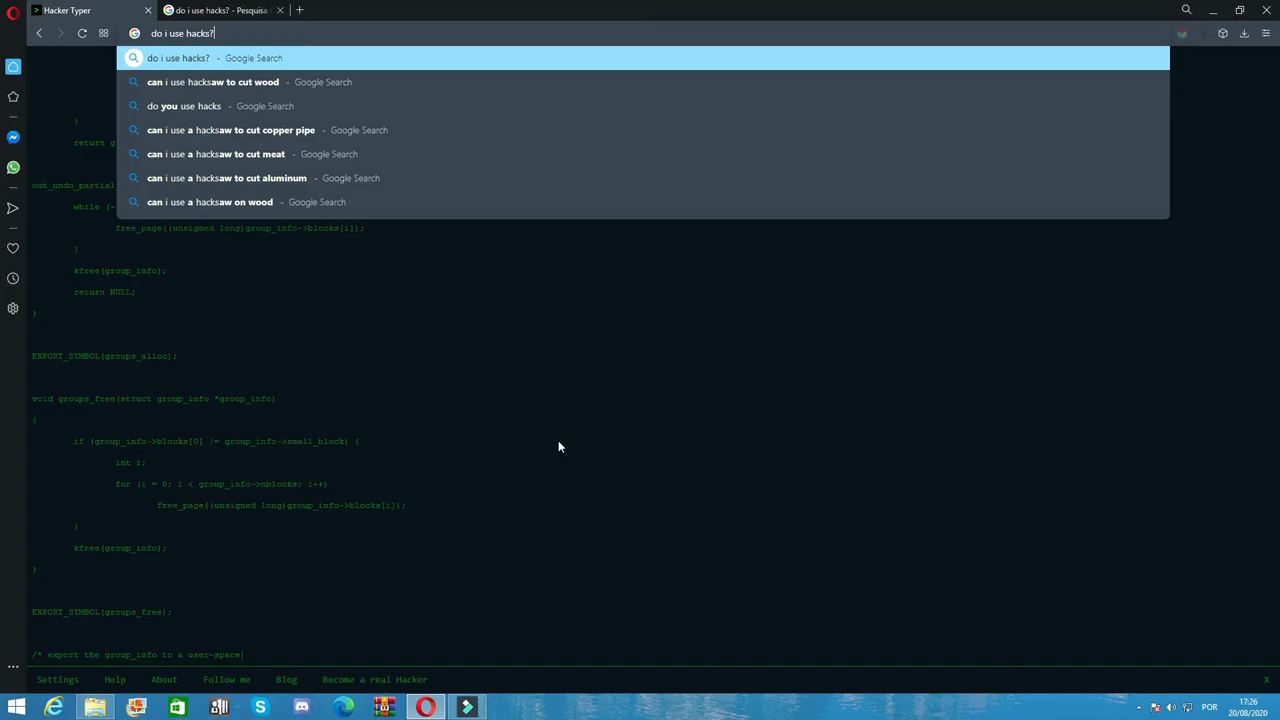 Hacker Typer
do i use hacks? - Pesquisa
do i use hacks?
do i use hacks? - Google Search
can i use hacksaw to cut wood - Google Search
do you use hacks - Google Search
can i use a hacksaw to cut copper pipe - Google Search
can i use a hacksaw to cut meat - Google Search
can i use a hacksaw to cut aluminum - Google Search
can i use a hacksaw on wood - Google Search
}
return g
out_undo_partial
while (-
free_page((unsigned long)group_info->blocks[i]);
}
kfree(group_info);
return NULL;
}
EXPORT_SYMBOL(groups_alloc);
void groups_free(struct group_info *group_info)
{
if (group_info->blocks[0] != group_info->small_block) {
int i;
for (i = 0; i < group_info->nblocks; i++)
free_page((unsigned long)group_info->blocks[i]);
}
kfree(group_info);
}
EXPORT_SYMBOL(groups_free);
/* export the group_info to a user-space
Settings Help About Follow me Blog Become a real Hacker X
POR
17:26
20/08/2020